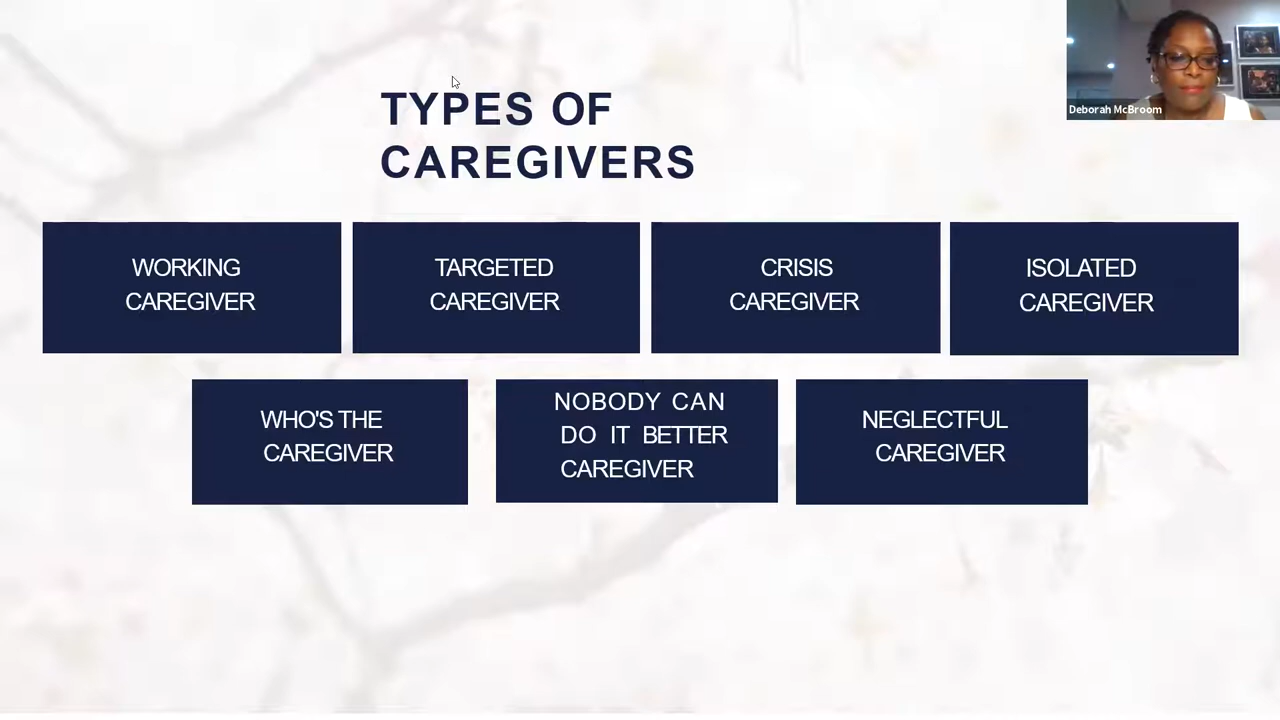 TYPES OF
CAREGIVERS
Deborah McBroom
WORKING
CAREGIVER
TARGETED
CAREGIVER
CRISIS
CAREGIVER
ISOLATED
CAREGIVER
WHO'S THE
CAREGIVER
NOBODY CAN
DO IT BETTER
CAREGIVER
NEGLECTFUL
CAREGIVER